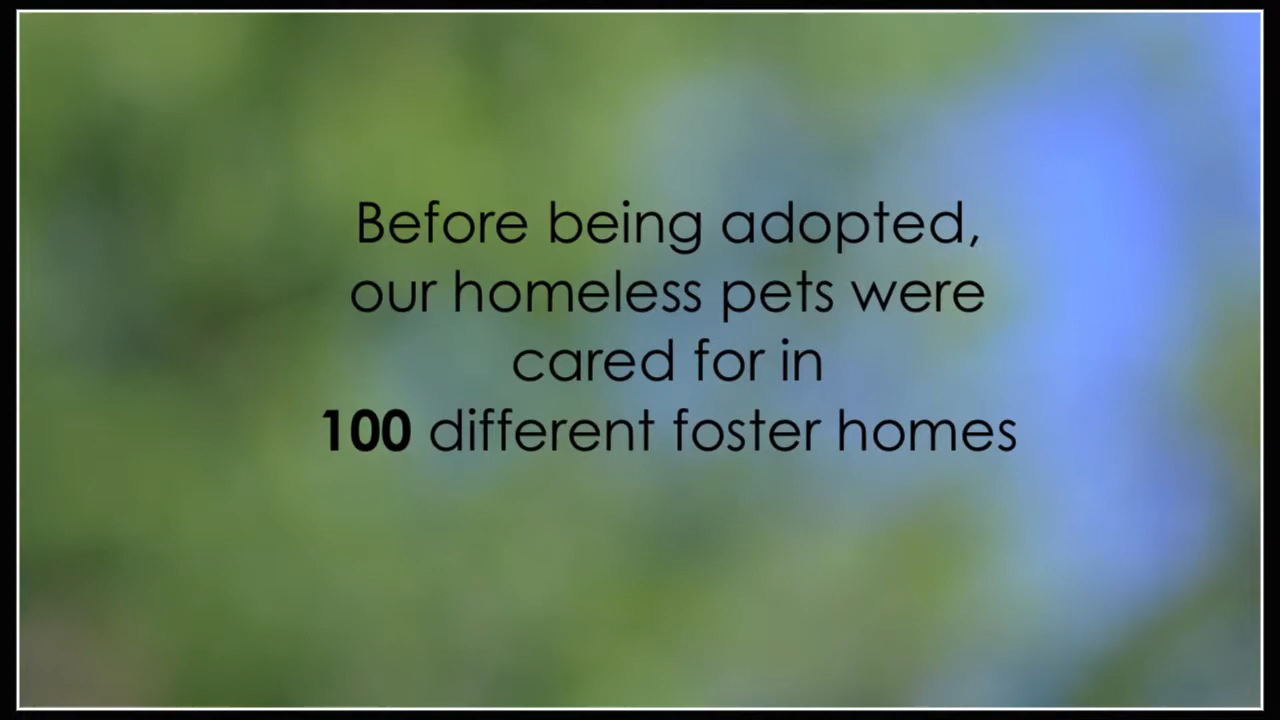 Before being adopted,
our homeless pets were
cared for in
100 different foster homes